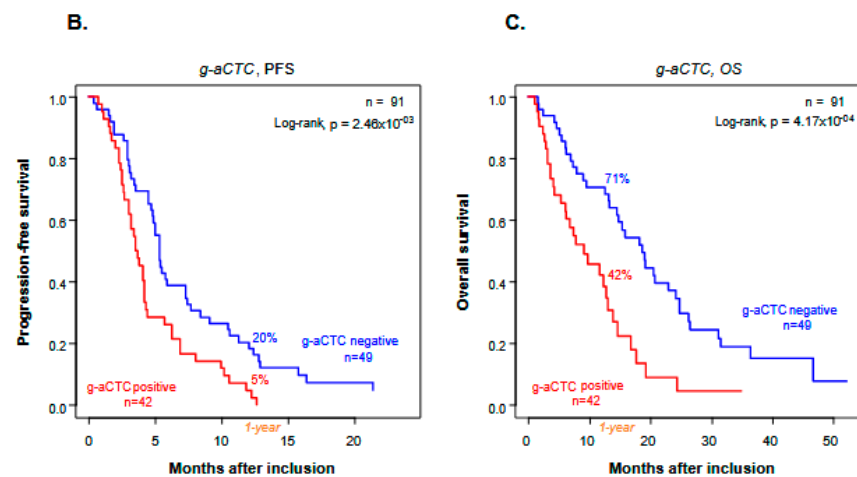 B.
g-aCTC, PFS
n = 91
Log-rank, p = 2.46x10-03
20%
g-aCTC negative
n=49
5%
g-aCTC positive
n=42
Progression-free survival
1.0
0.8
0.6
0.4
0.2
0.0
0
5
10
15
20
1-year
Months after inclusion
C.
g-aCTC, OS
n = 91
Log-rank, p = 4.17x10-04
71%
42%
g-aCTC negative
n=49
g-aCTC positive
n=42
Overall survival
1.0
0.8
0.6
0.4
0.2
0.0
0
10
20
30
40
50
1-year
Months after inclusion